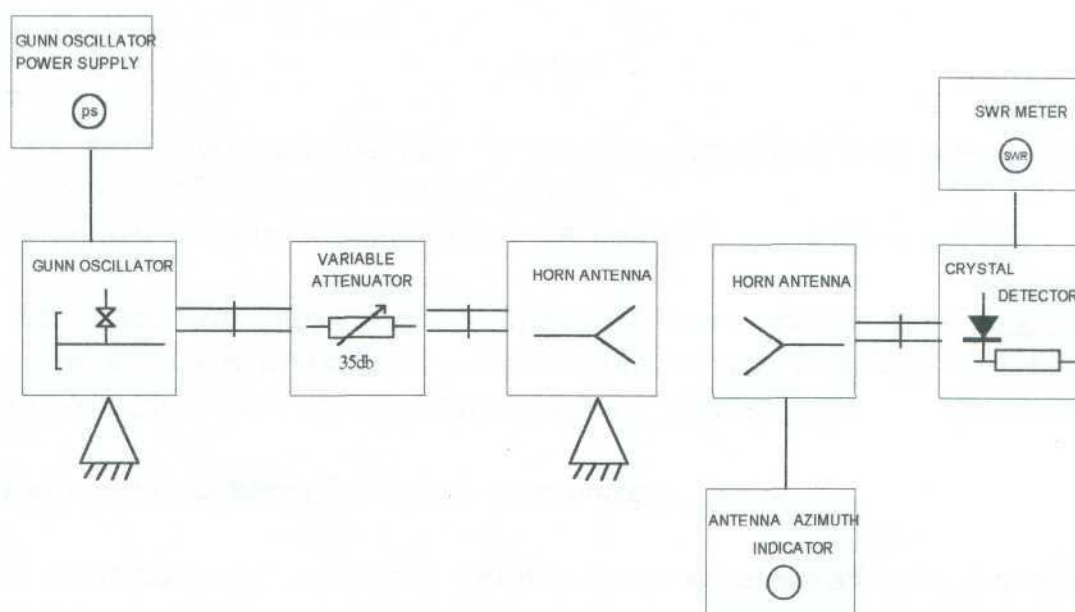 GUNN OSCILLATOR
POWER SUPPLY
ps
SWR METER
SWR
GUNN OSCILLATOR
VARIABLE
ATTENUATOR
35db
HORN ANTENNA
HORN ANTENNA
CRYSTAL
DETECTOR
ANTENNA AZIMUTH
INDICATOR